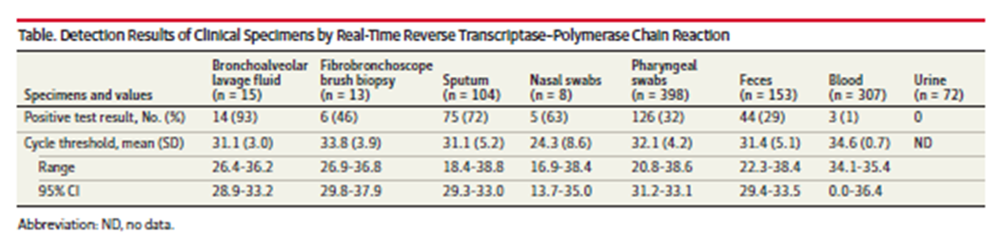 Table. Detection Results of Clinical Specimens by Real-Time Reverse Transcriptase–Polymerase Chain Reaction
Specimens and values Bronchoalveolar lavage fluid (n = 15) Fibrobronchoscope brush biopsy (n = 13) Sputum (n = 104) Nasal swabs (n = 8) Pharyngeal swabs (n = 398) Feces (n = 153) Blood (n = 307) Urine (n = 72)
Positive test result, No. (%) 14 (93) 6 (46) 75 (72) 5 (63) 126 (32) 44 (29) 3 (1) 0
Cycle threshold, mean (SD) 31.1 (3.0) 33.8 (3.9) 31.1 (5.2) 24.3 (8.6) 32.1 (4.2) 31.4 (5.1) 34.6 (0.7) ND
Range 26.4-36.2 26.9-36.8 18.4-38.8 16.9-38.4 20.8-38.6 22.3-38.4 34.1-35.4
95% CI 28.9-33.2 29.8-37.9 29.3-33.0 13.7-35.0 31.2-33.1 29.4-33.5 0.0-36.4
Abbreviation: ND, no data.